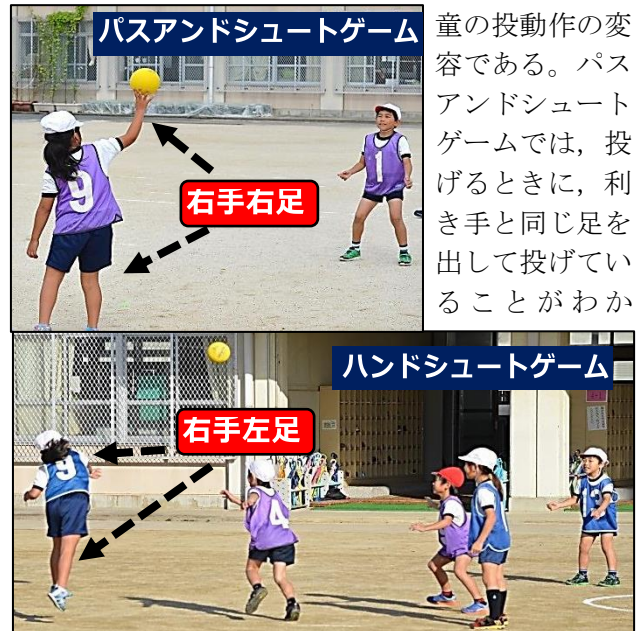 パスアンドシュートゲーム
9
1
右手右足
童の投動作の変
容である。パス
アンドシュート
ゲームでは，投
げるときに，利
き手と同じ足を
出して投げてい
ることがわか
ハンドシュートゲーム
右手左足
9
4